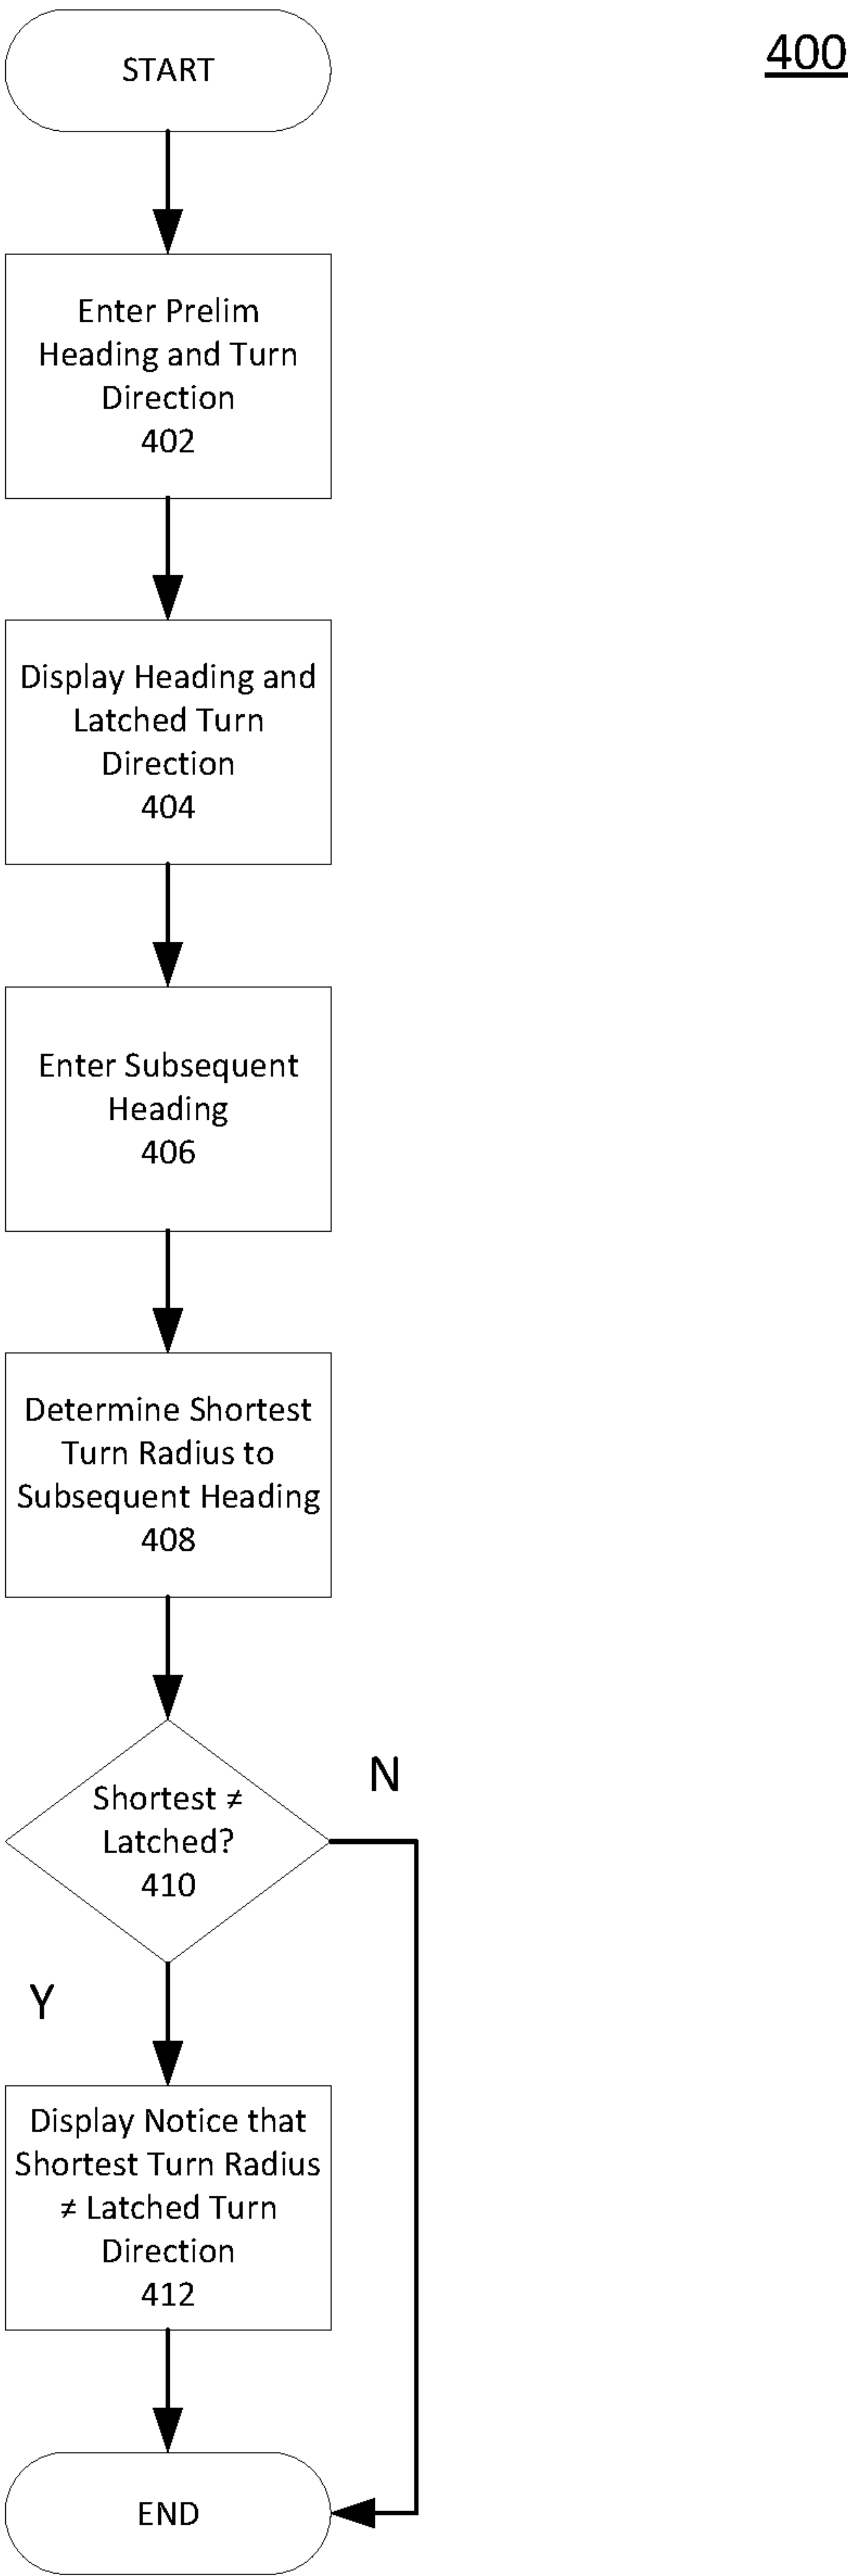 START
400
Enter Prelim
Heading and Turn
Direction
402
Display Heading and
Latched Turn
Direction
404
Enter Subsequent
Heading
406
Determine Shortest
Turn Radius to
Subsequent Heading
408
Shortest ≠
Latched?
410
N
Y
Display Notice that
Shortest Turn Radius
≠ Latched Turn
Direction
412
END